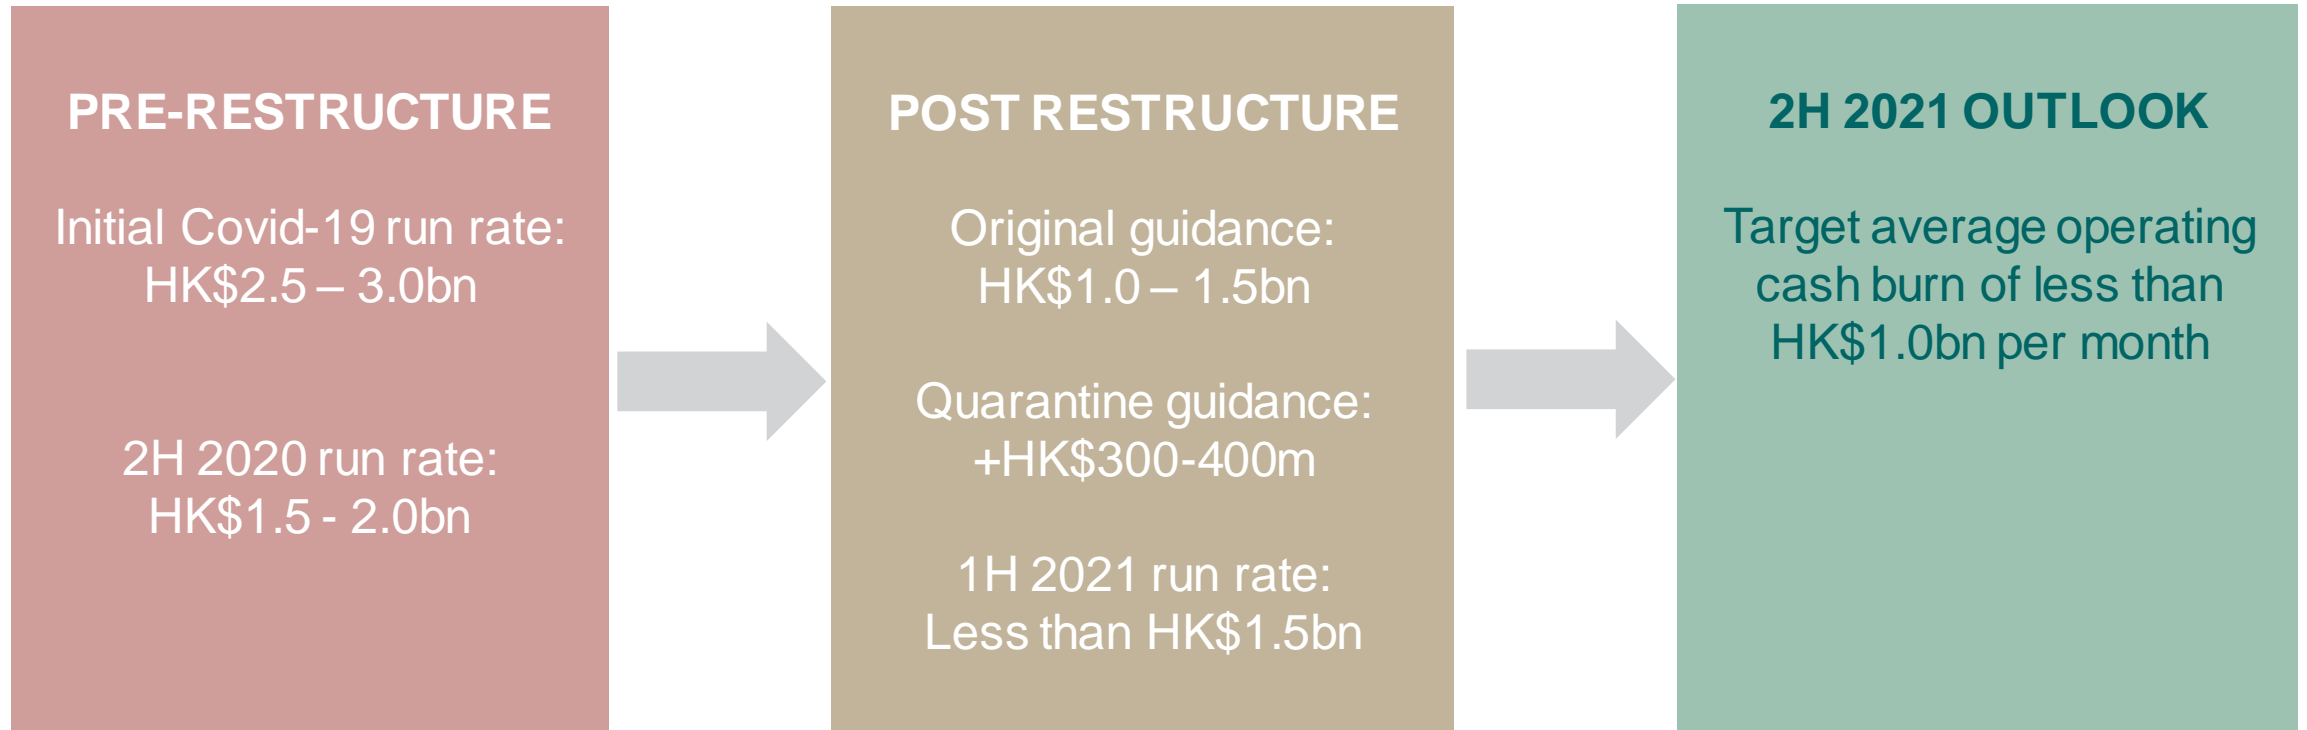 PRE-RESTRUCTURE
Initial Covid-19 run rate:
HK$2.5 – 3.0bn
2H 2020 run rate:
HK$1.5 - 2.0bn
POST RESTRUCTURE
Original guidance:
HK$1.0 – 1.5bn
Quarantine guidance:
+HK$300-400m
1H 2021 run rate:
Less than HK$1.5bn
2H 2021 OUTLOOK
Target average operating
cash burn of less than
HK$1.0bn per month